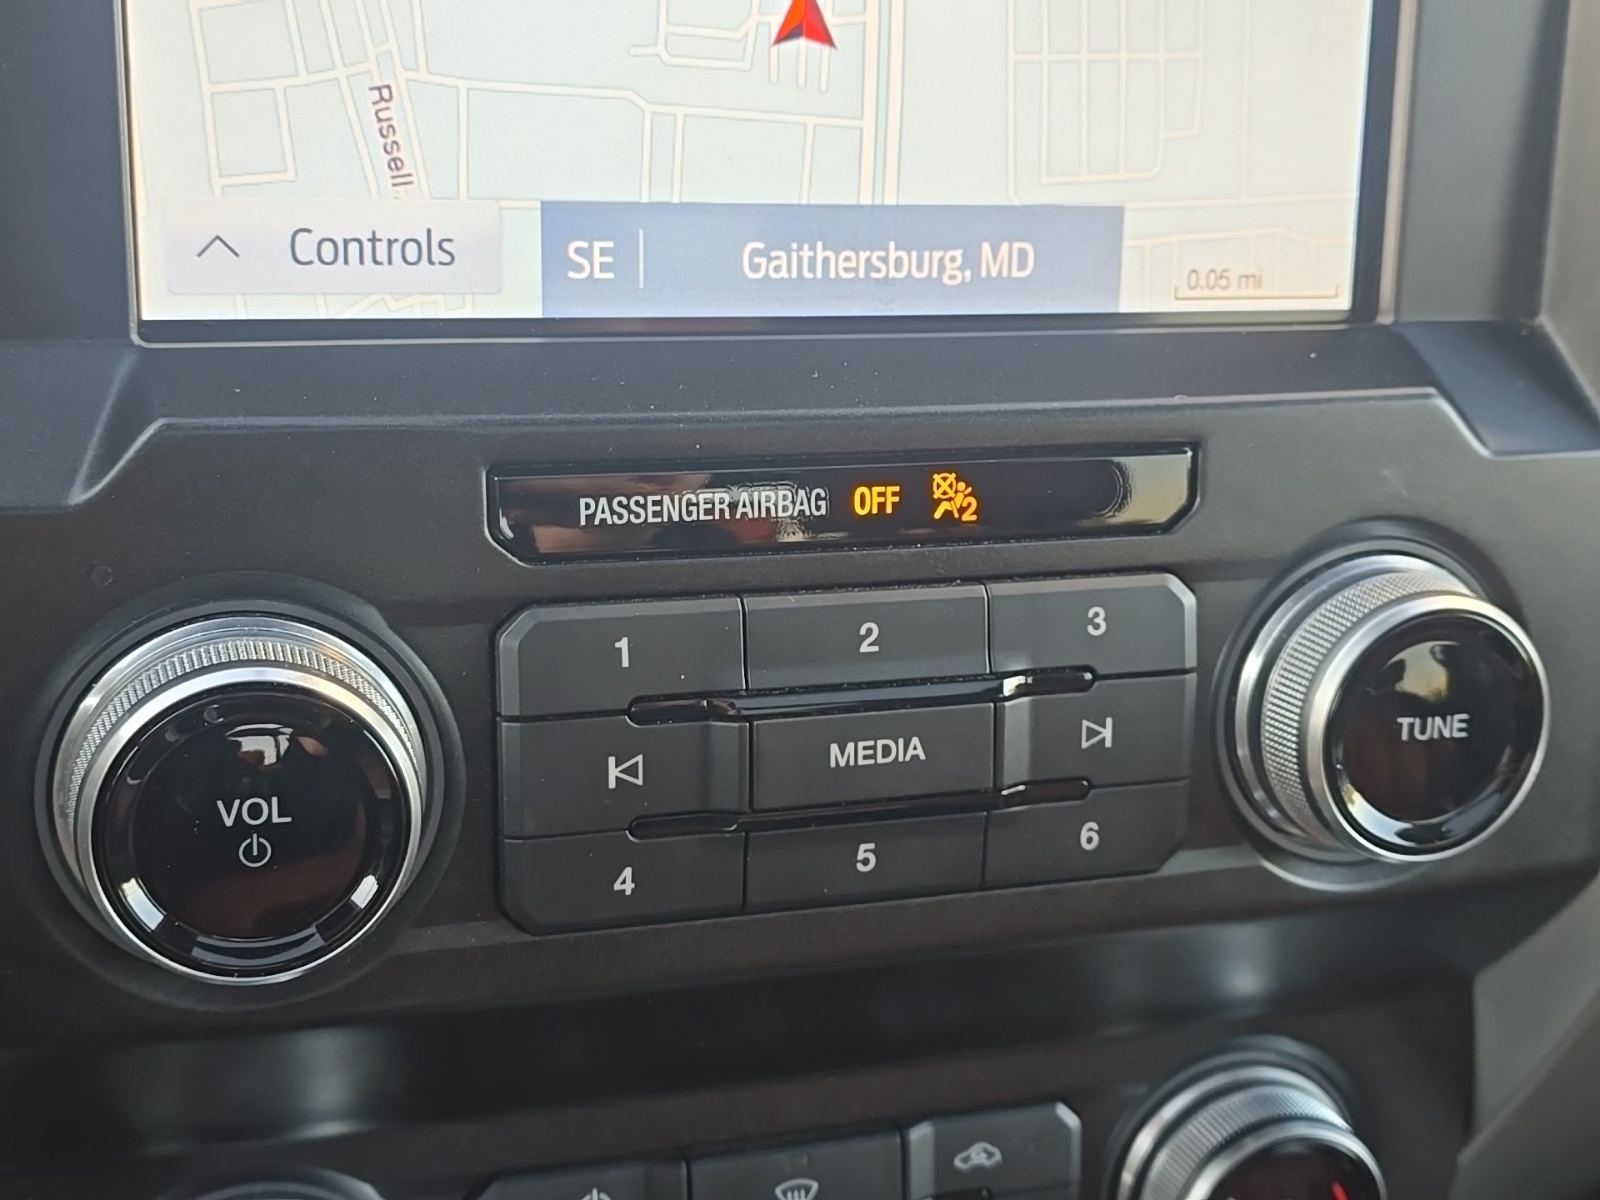 Russell
Controls
SE
Gaithersburg, MD
0.05 mi
PASSENGER AIRBAG OFF 2
1
2
3
MEDIA
4
5
6
VOL
TUNE